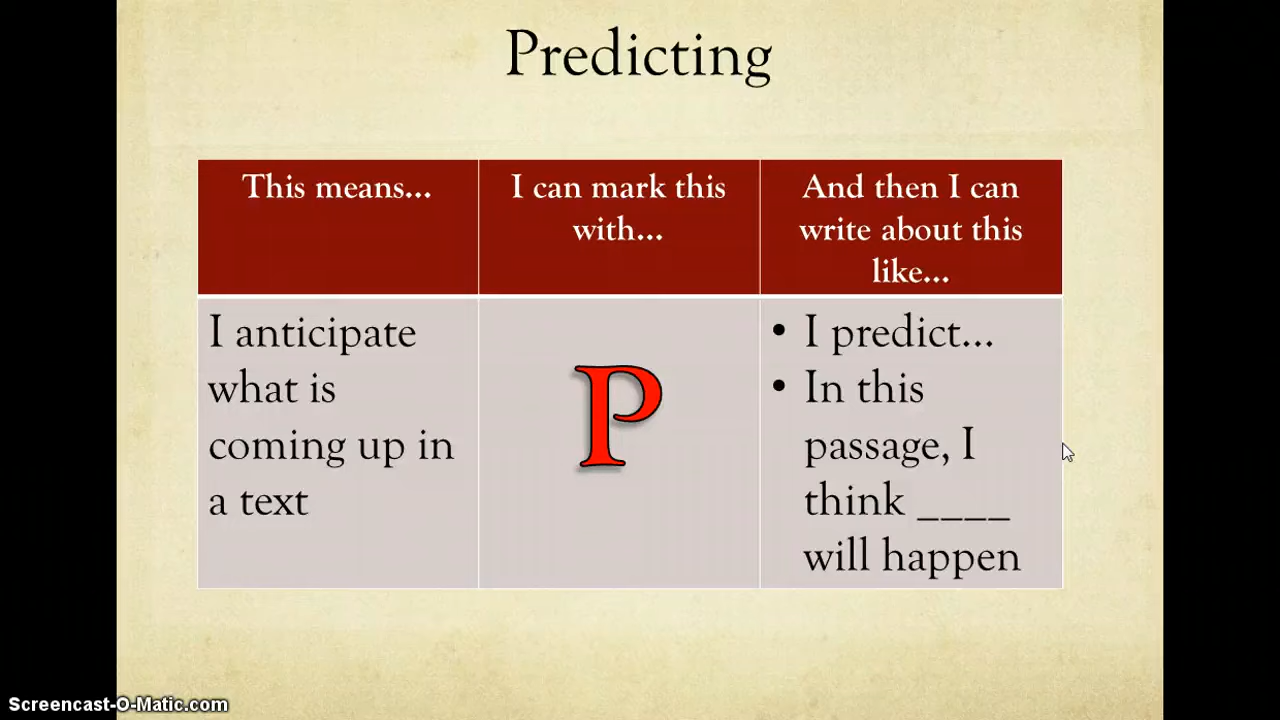 Predicting
This means...
I can mark this
with...
And then I can
write about this
like...
I anticipate
what is
coming up in
a text
P
• I predict...
• In this
passage, I
think ____
will happen
Screencast-O-Matic.com